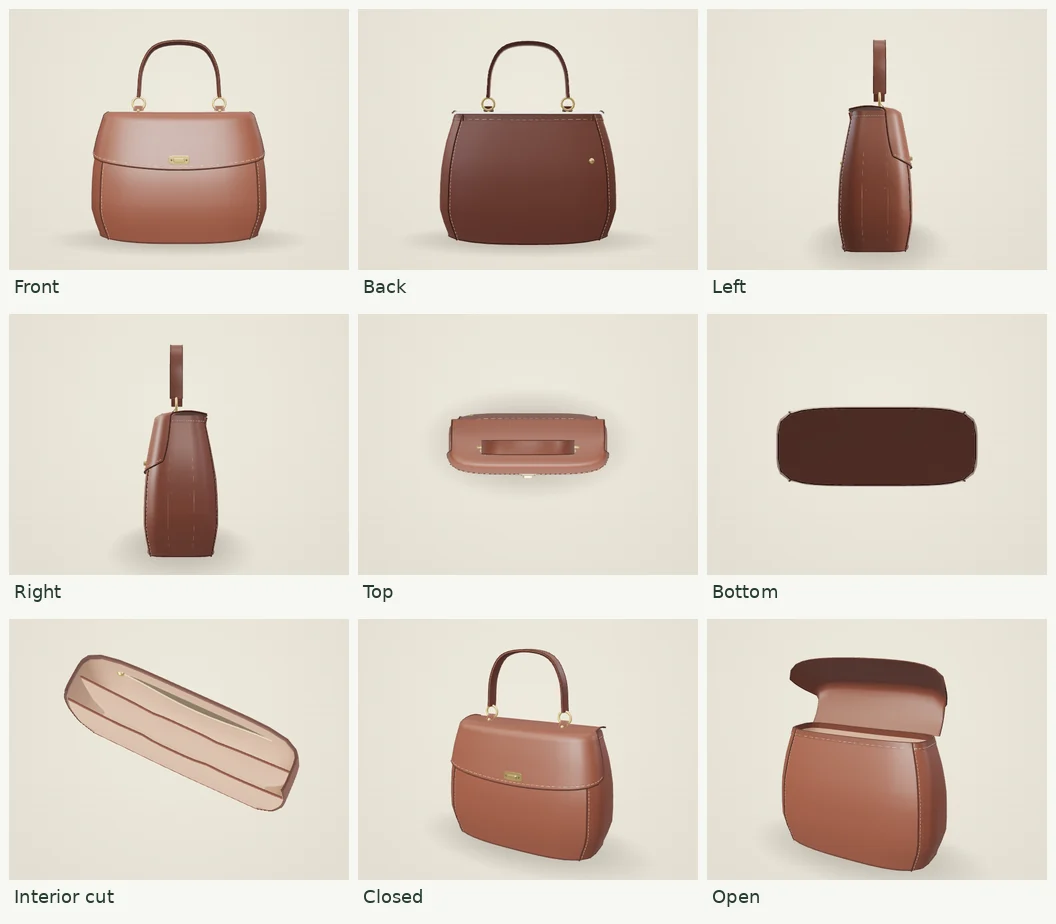 Front
Back
Left
Right
Top
Bottom
Interior cut
Closed
Open